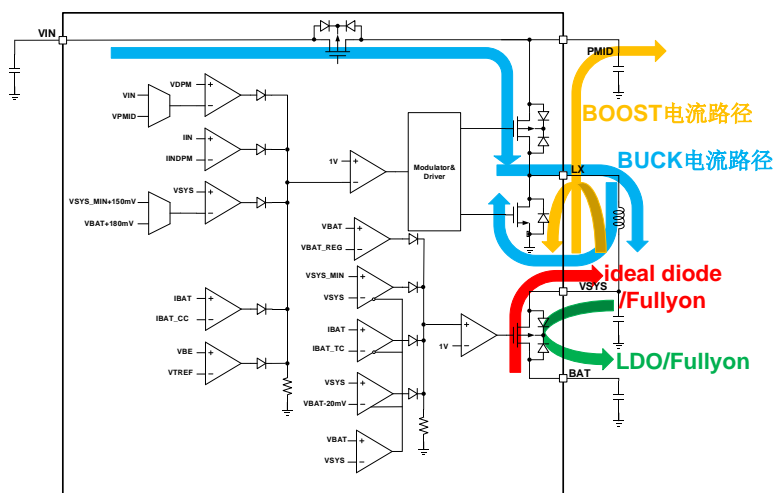 VIN
PMID
VDPM
VIN
VPMID
BOOST电流路径
IIN
IINDPM
1V
Modulator&
Driver
BUCK电流路径
LX
VSYS
VSYS_MIN+150mV
VBAT+180mV
VBAT
VBAT_REG
ideal diode
/Fullyon
VSYS
VSYS_MIN
VSYS
IBAT
IBAT_CC
IBAT
IBAT_TC
1V
LDO/Fullyon
VBE
VTREF
BAT
VSYS
VBAT-20mV
VBAT
VSYS